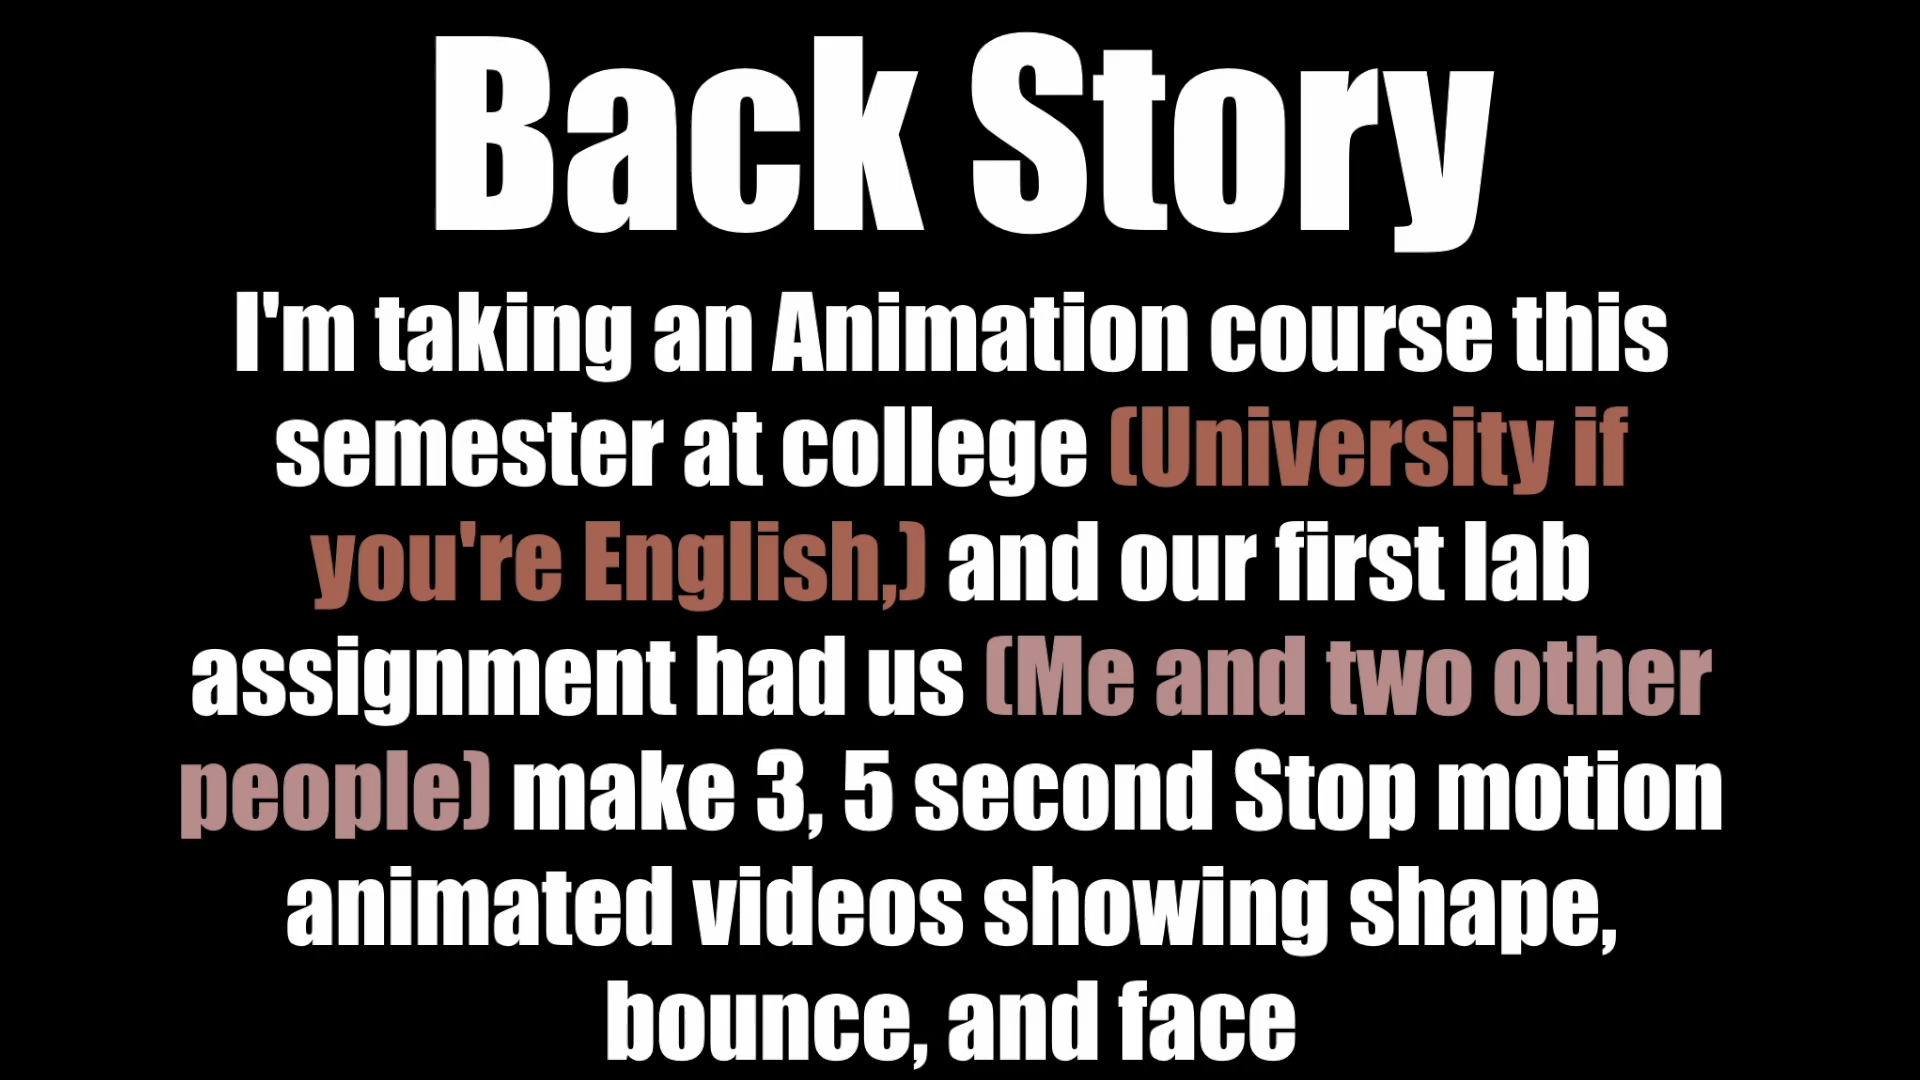 Back Story
I'm taking an Animation course this
semester at college (University if
you're English,) and our first lab
assignment had us (Me and two other
people) make 3, 5 second Stop motion
animated videos showing shape,
bounce, and face